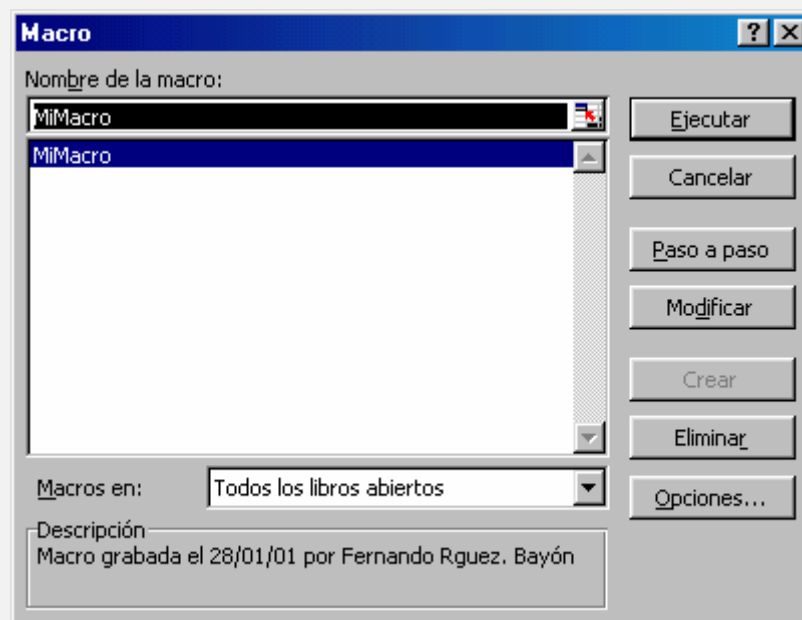 Macro
Nombre de la macro:
MiMacro
MiMacro
Ejecutar
Cancelar
Paso a paso
Modificar
Crear
Eliminar
Opciones...
Macros en:
Todos los libros abiertos
Descripción
Macro grabada el 28/01/01 por Fernando Rguez. Bayón